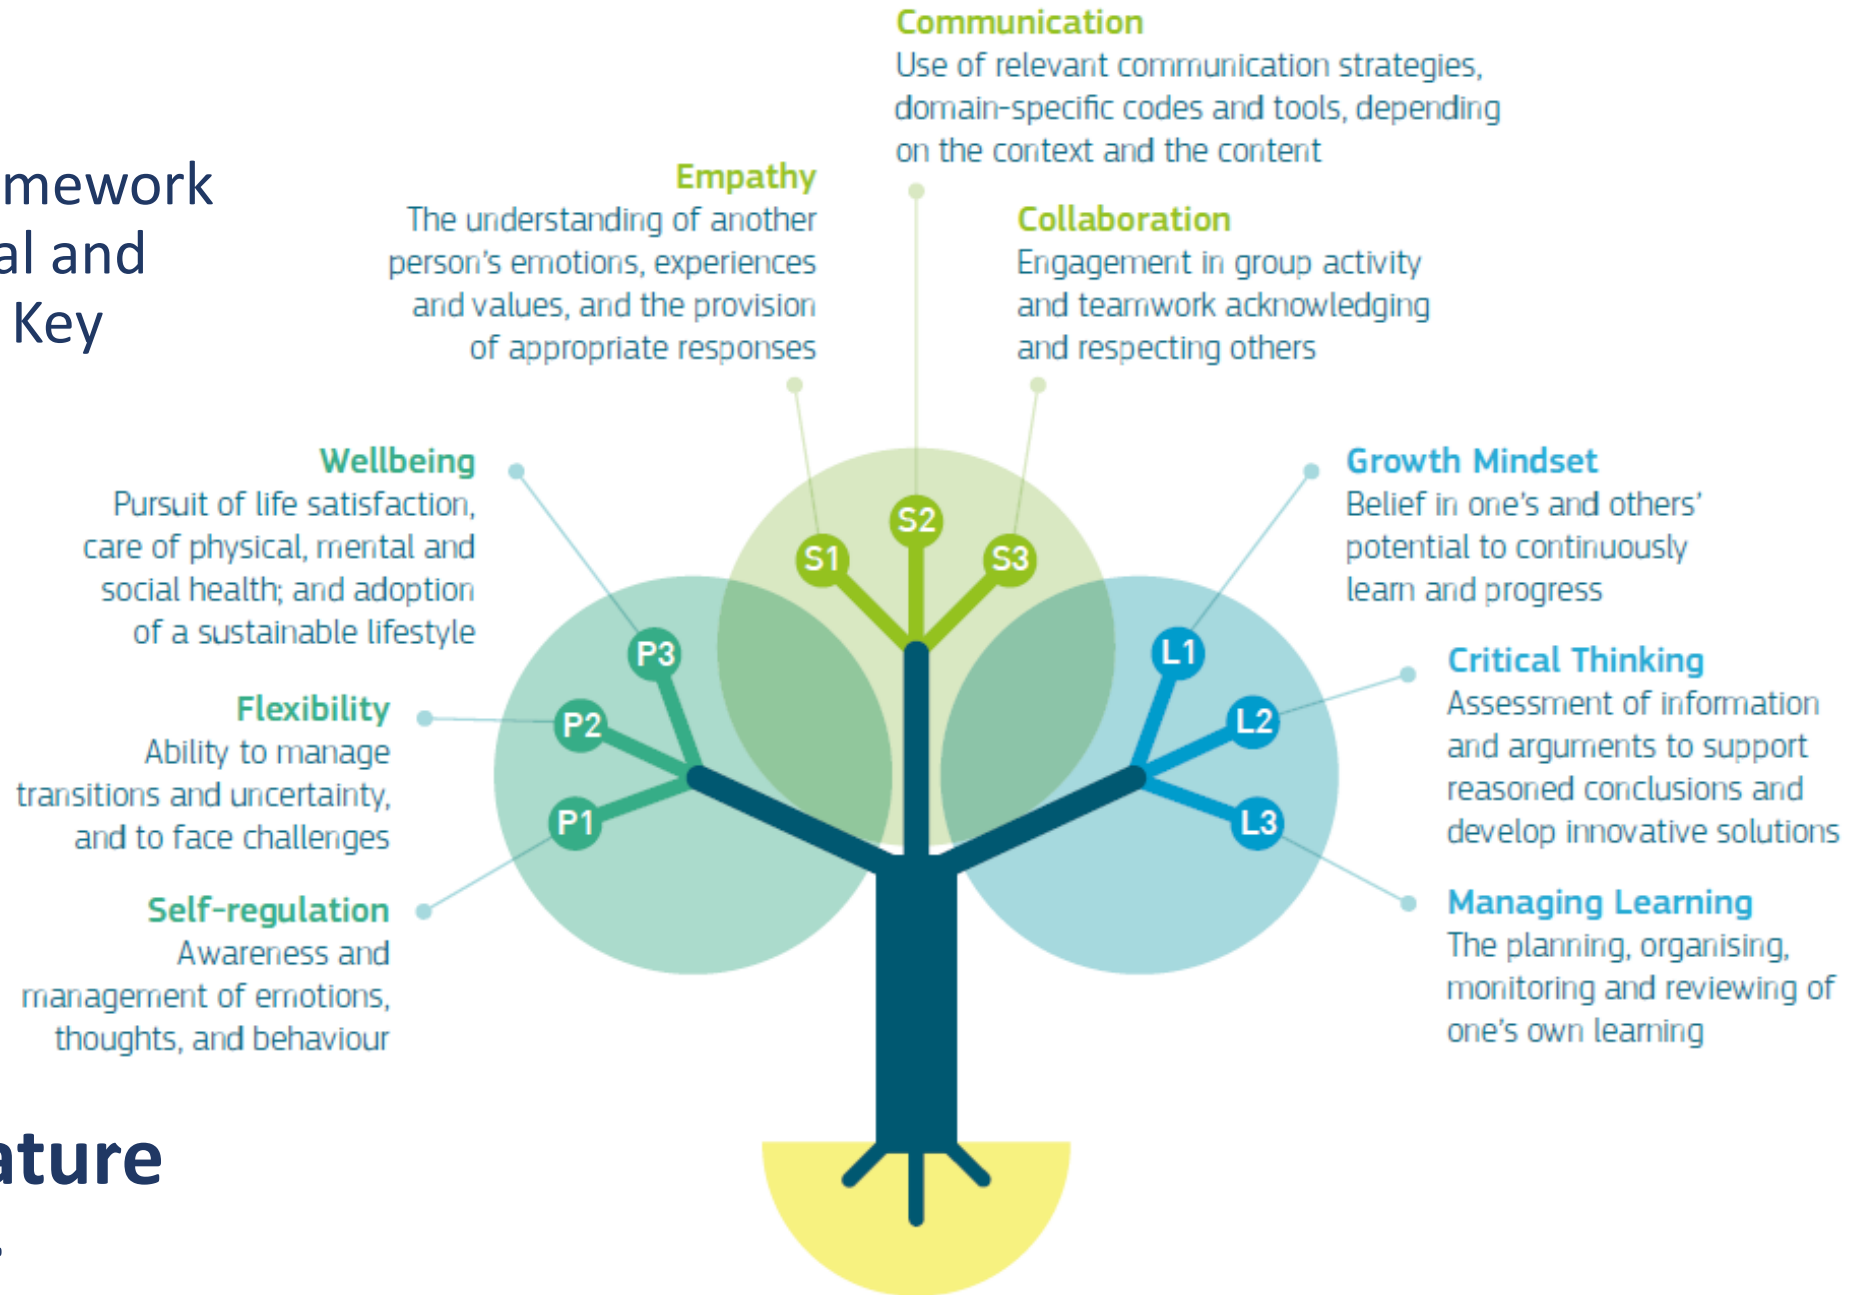 mework
al and
Key
Communication
Use of relevant communication strategies,
domain-specific codes and tools, depending
on the context and the content
Empathy
The understanding of another
person's emotions, experiences
and values, and the provision
of appropriate responses
Collaboration
Engagement in group activity
and teamwork acknowledging
and respecting others
Wellbeing
Pursuit of life satisfaction,
care of physical, mental and
social health; and adoption
of a sustainable lifestyle
Flexibility
Ability to manage
transitions and uncertainty,
and to face challenges
Self-regulation
Awareness and
management of emotions,
thoughts, and behaviour
P3
P2
P1
S1
S2
S3
L1
L2
L3
Growth Mindset
Belief in one's and others'
potential to continuously
learn and progress
Critical Thinking
Assessment of information
and arguments to support
reasoned conclusions and
develop innovative solutions
Managing Learning
The planning, organising,
monitoring and reviewing of
one's own learning
ature